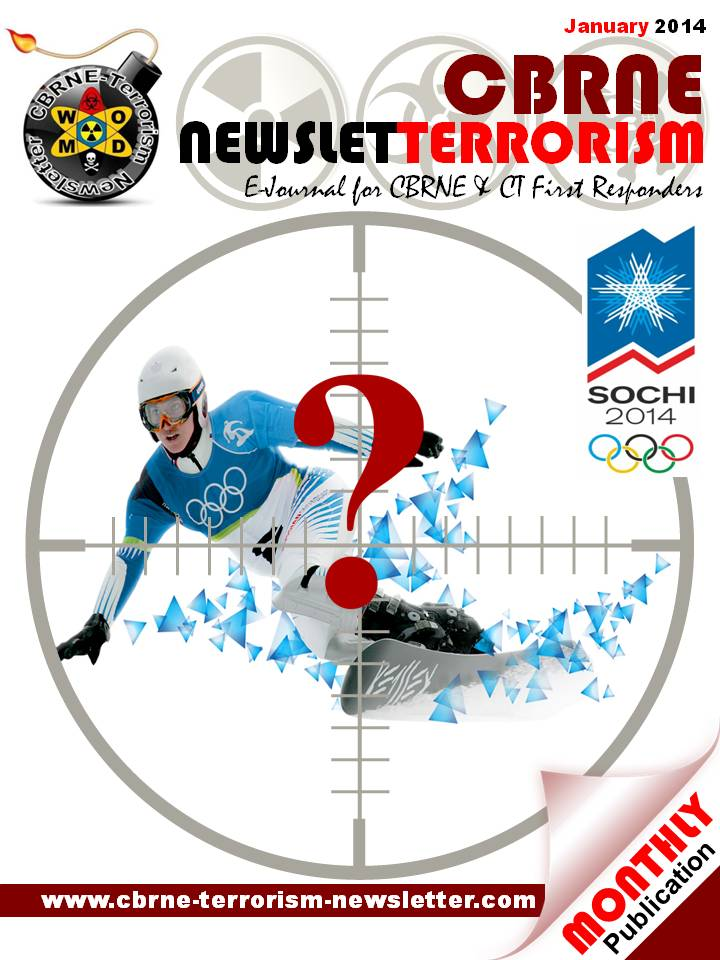 January 2014
CBRNE
NEWSLETTERRORISM
E-Journal for CBRNE & CT First Responders
CBRNE-Terrorism Newsletter
W O
M D
SOCHI
2014
MONTHLY
Publication
www.cbrne-terrorism-newsletter.com
?